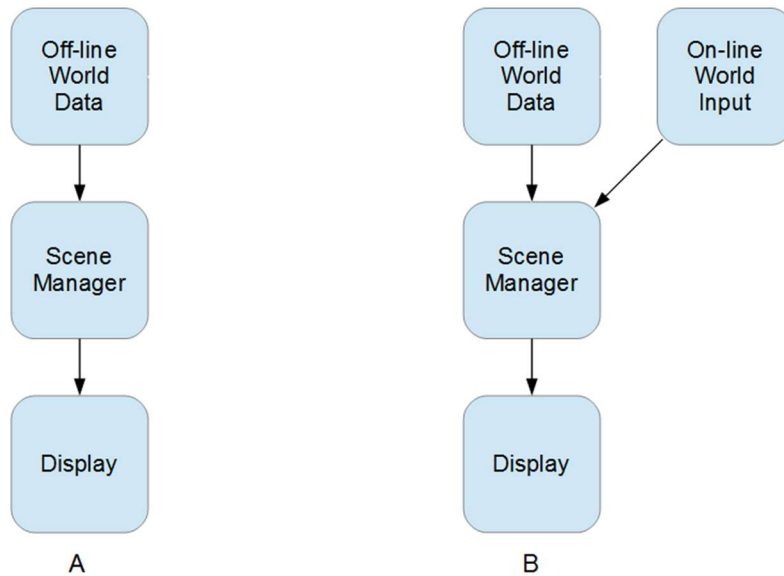 Off-line
World
Data
Scene
Manager
Display
A
Off-line
World
Data
On-line
World
Input
Scene
Manager
Display
B